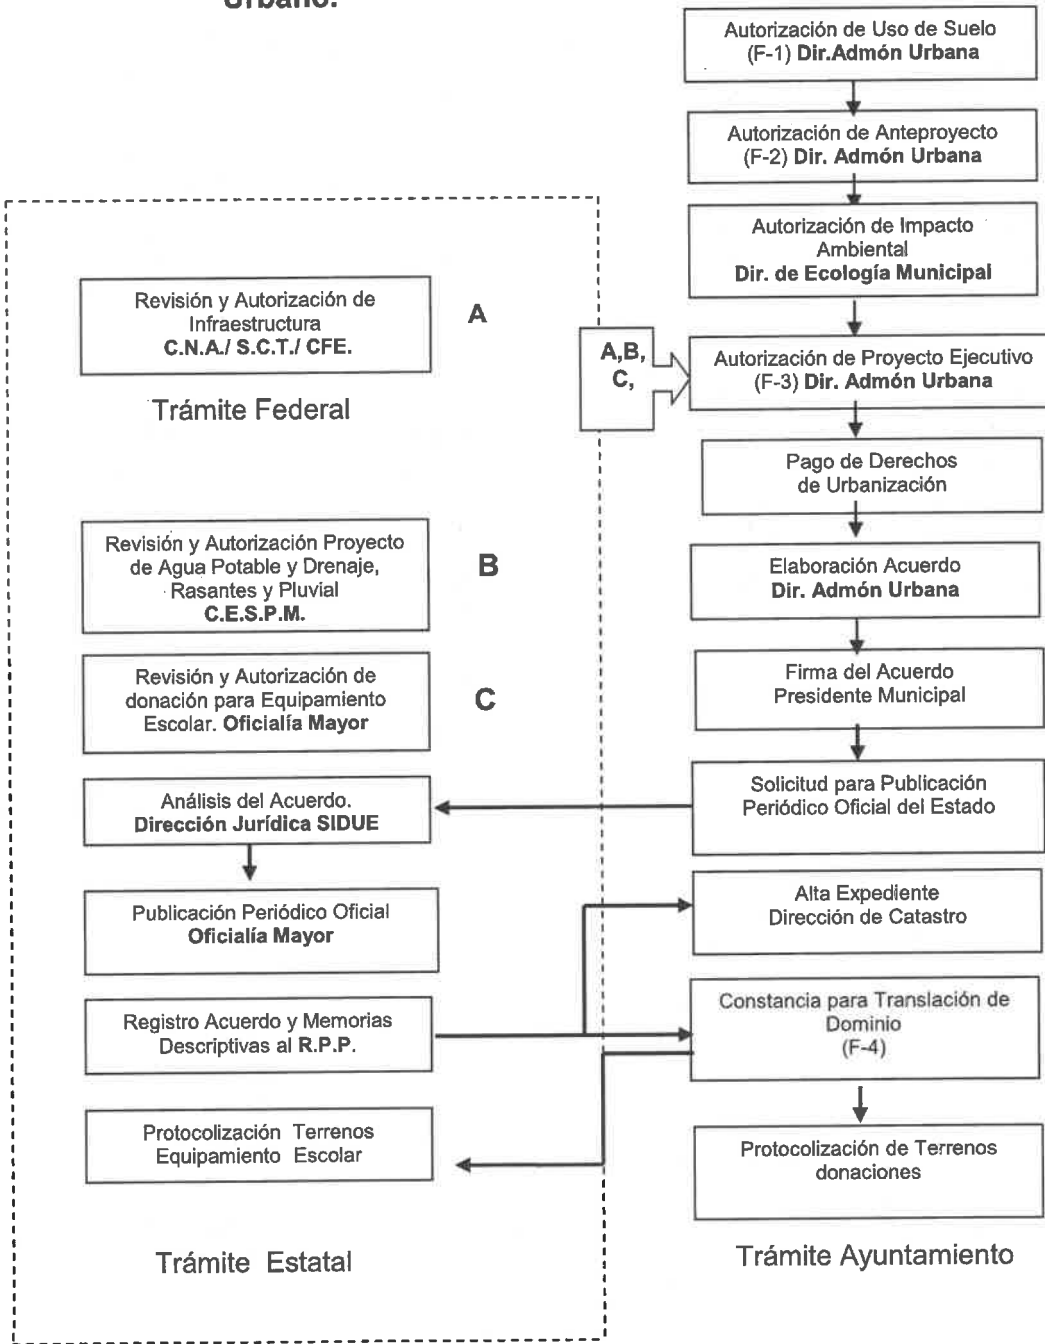 Urbano.
Autorización de Uso de Suelo
(F-1) Dir.Admón Urbana
Autorización de Anteproyecto
(F-2) Dir. Admón Urbana
Autorización de Impacto
Ambiental
Dir. de Ecología Municipal
Revisión y Autorización de
Infraestructura
C.N.A./ S.C.T./ CFE.
A
Trámite Federal
A,B,
C,
Autorización de Proyecto Ejecutivo
(F-3) Dir. Admón Urbana
Pago de Derechos
de Urbanización
Revisión y Autorización Proyecto
de Agua Potable y Drenaje,
Rasantes y Pluvial
C.E.S.P.M.
B
Elaboración Acuerdo
Dir. Admón Urbana
Revisión y Autorización de
donación para Equipamiento
Escolar. Oficialía Mayor
C
Firma del Acuerdo
Presidente Municipal
Solicitud para Publicación
Periódico Oficial del Estado
Análisis del Acuerdo.
Dirección Jurídica SIDUE
Publicación Periódico Oficial
Oficialía Mayor
Alta Expediente
Dirección de Catastro
Registro Acuerdo y Memorias
Descriptivas al R.P.P.
Constancia para Translación de
Dominio
(F-4)
Protocolización Terrenos
Equipamiento Escolar
Protocolización de Terrenos
donaciones
Trámite Estatal
Trámite Ayuntamiento